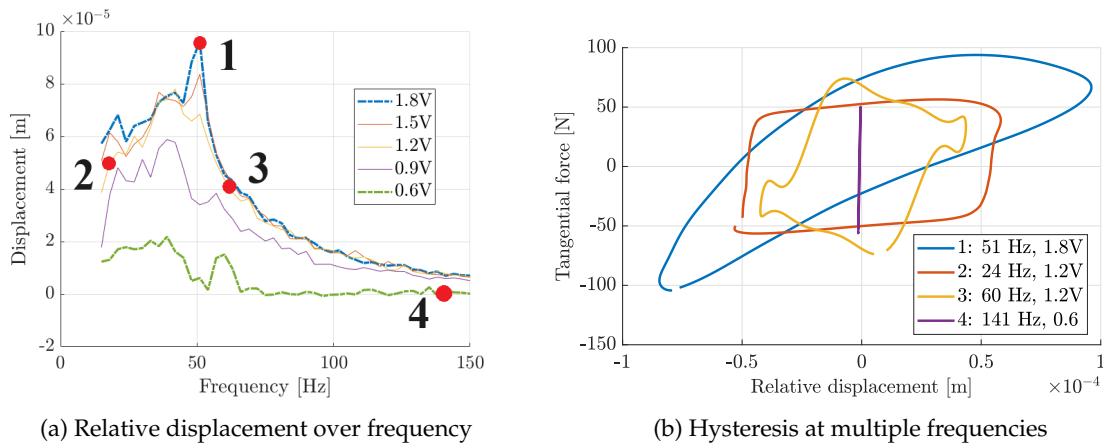 ×10⁻⁵
10
8
6
4
2
0
-2
0
50
100
150
Displacement [m]
Frequency [Hz]
1
2
3
4
1.8V
1.5V
1.2V
0.9V
0.6V
(a) Relative displacement over frequency
100
50
0
-50
-100
-150
-1
-0.5
0
0.5
1
×10⁻⁴
Tangential force [N]
Relative displacement [m]
1: 51 Hz, 1.8V
2: 24 Hz, 1.2V
3: 60 Hz, 1.2V
4: 141 Hz, 0.6
(b) Hysteresis at multiple frequencies